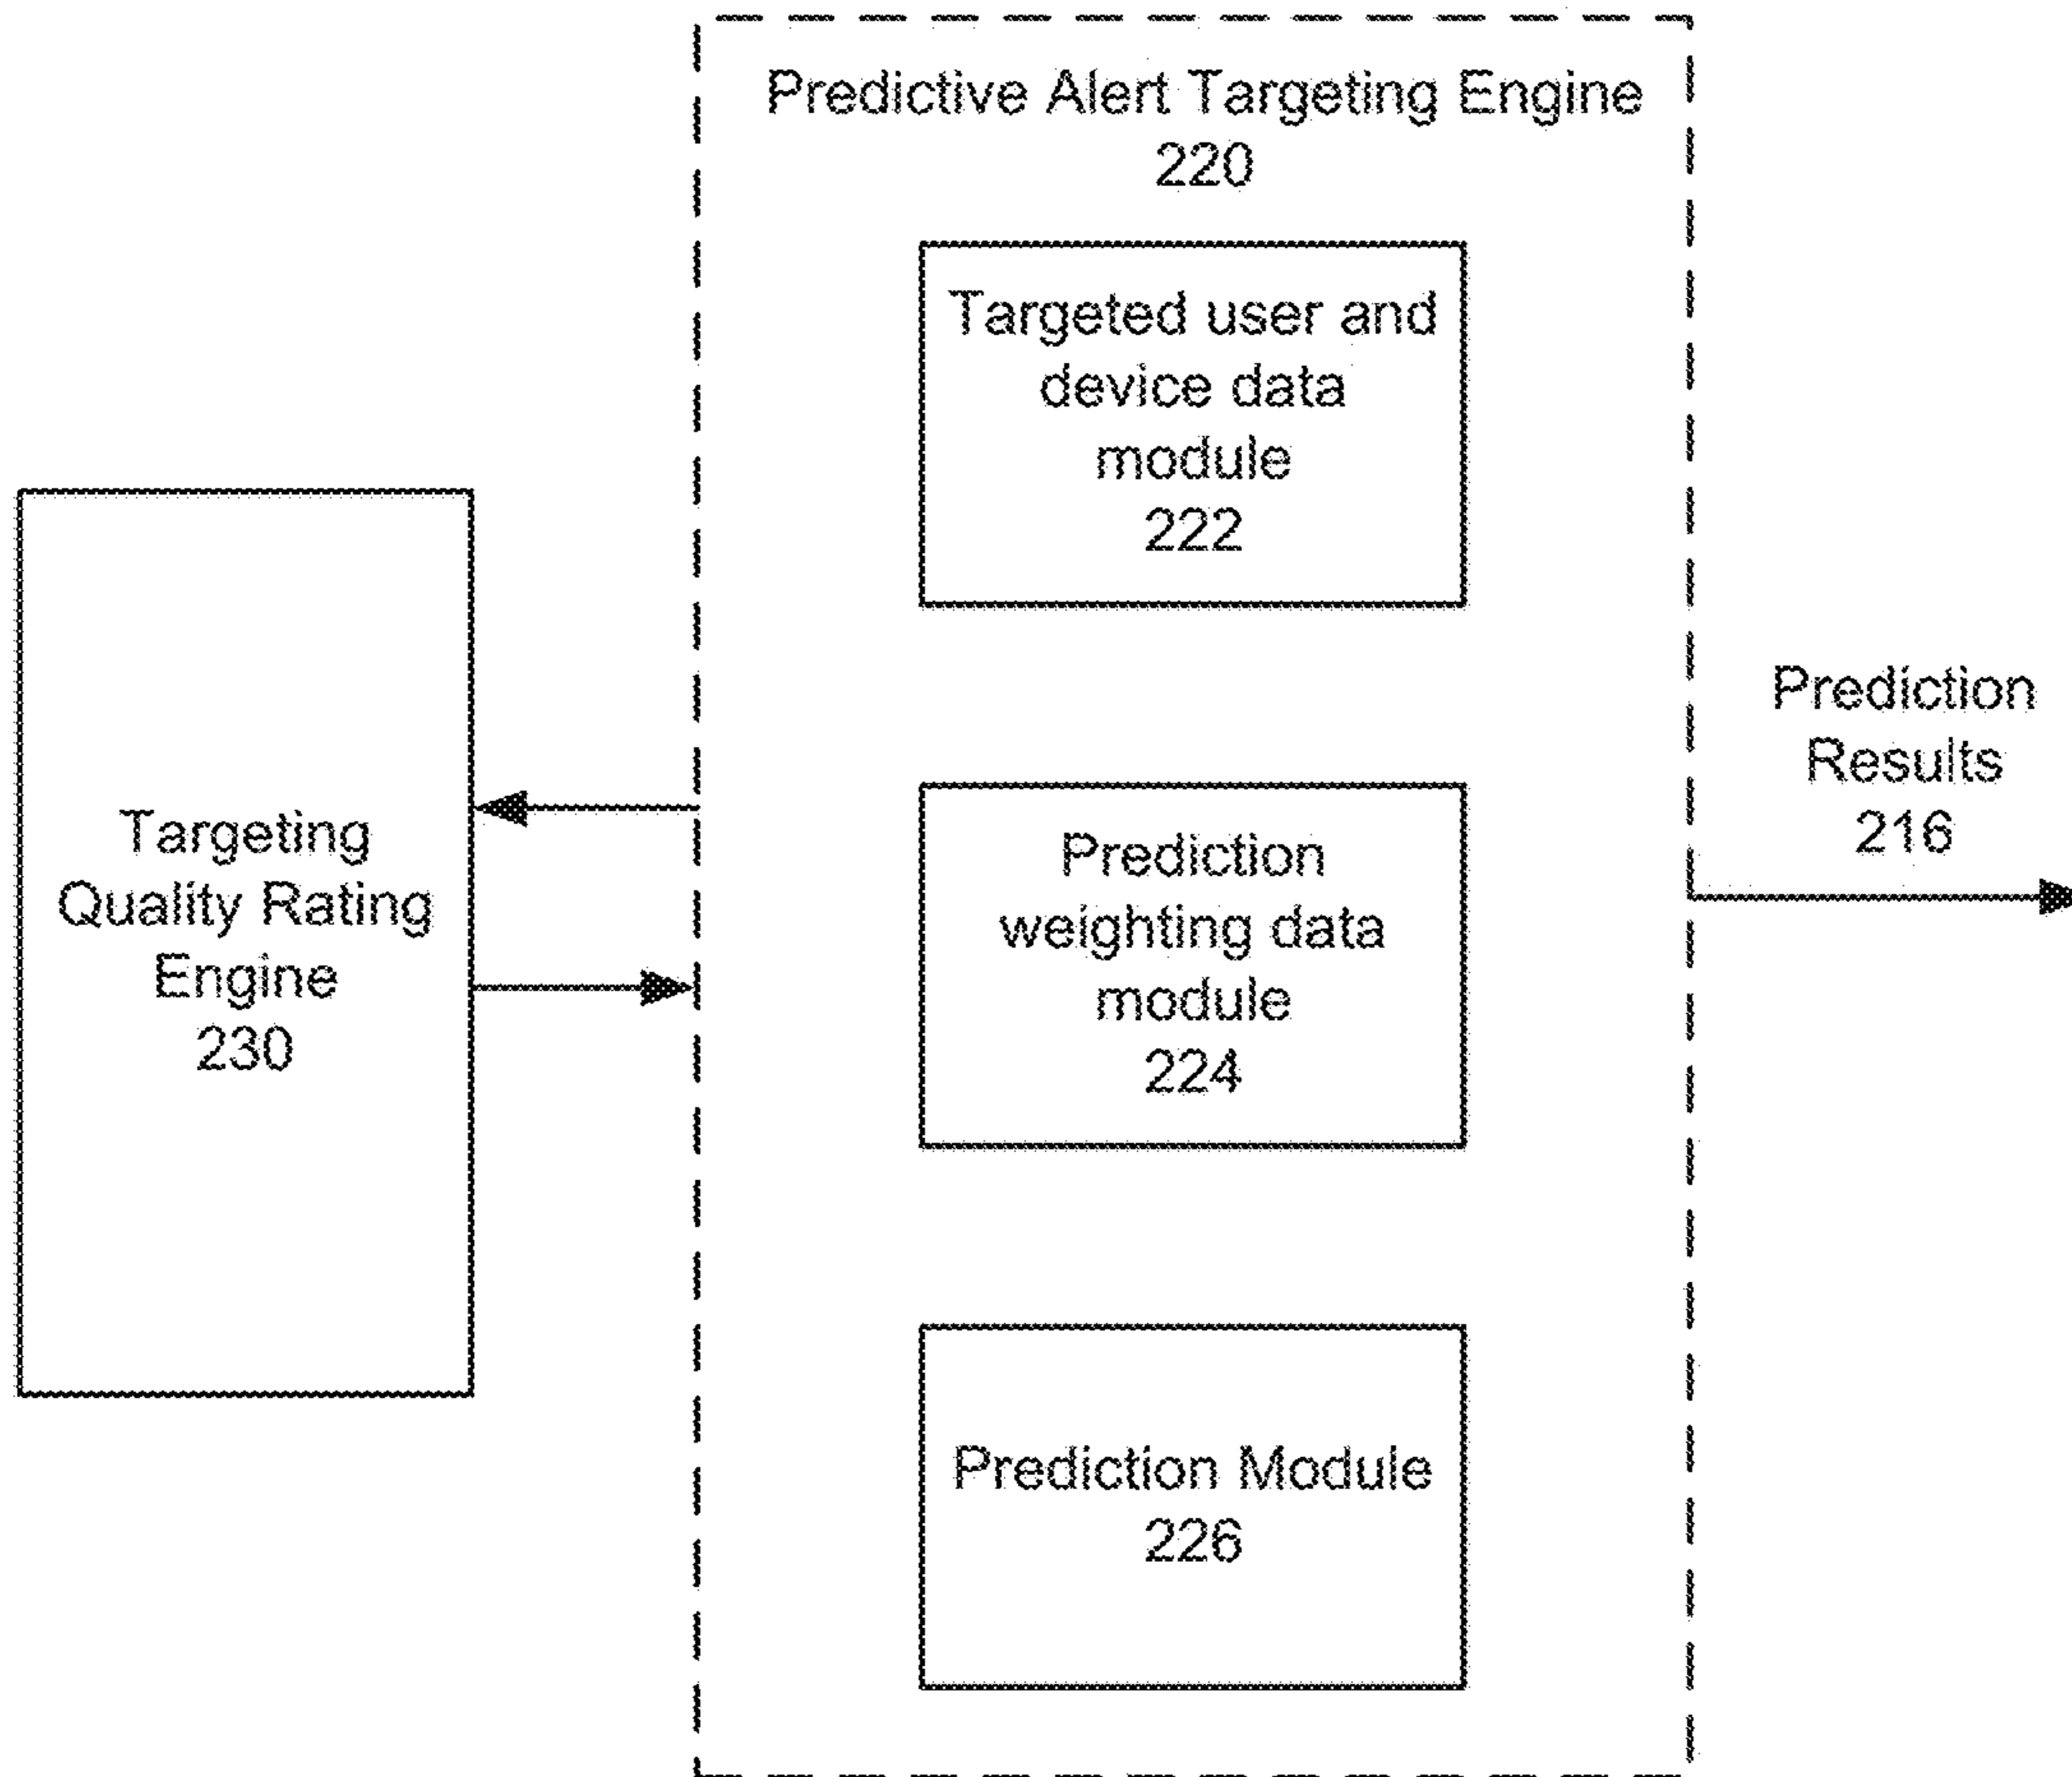 Predictive Alert Targeting Engine
220
Targeted user and
device data
module
222
Targeting
Quality Rating
Engine
230
Prediction
weighting data
module
224
Prediction Module
226
Prediction
Results
216